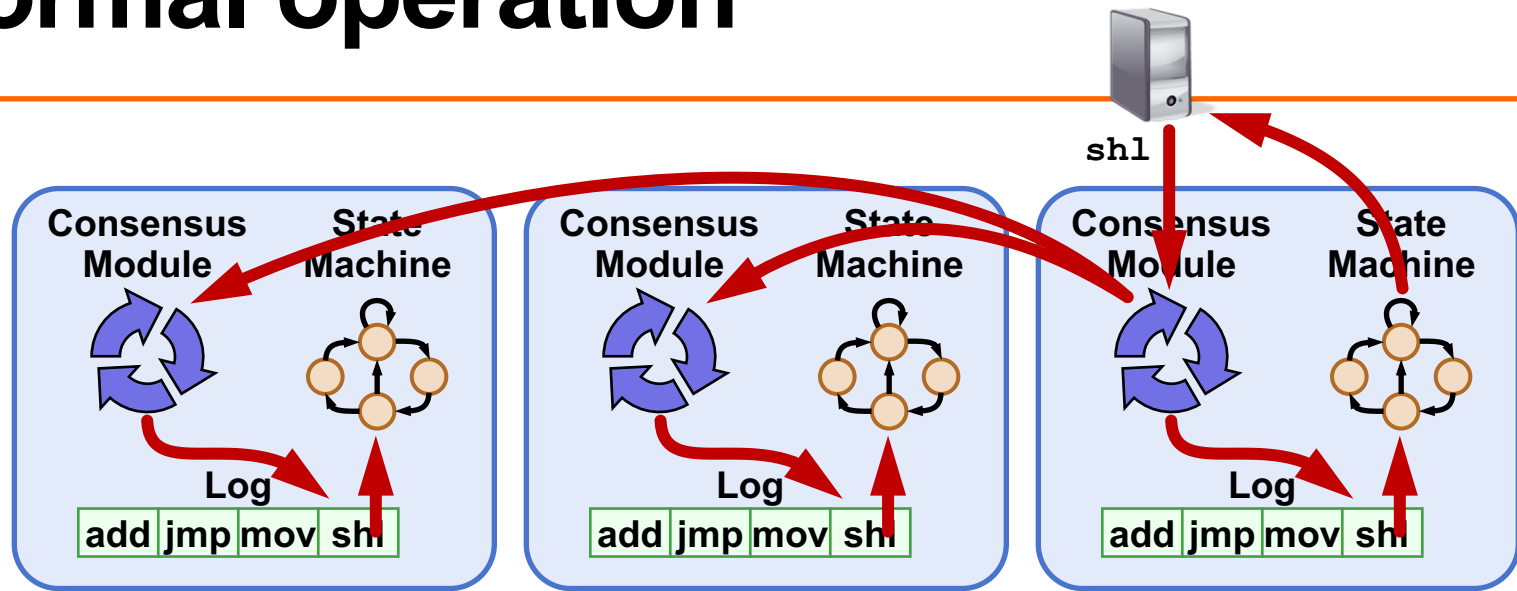 ormal operation
shl
Consensus
Module
State
Machine
Log
add jmp mov shl
Consensus
Module
State
Machine
Log
add jmp mov shl
Consensus
Module
State
Machine
Log
add jmp mov shl